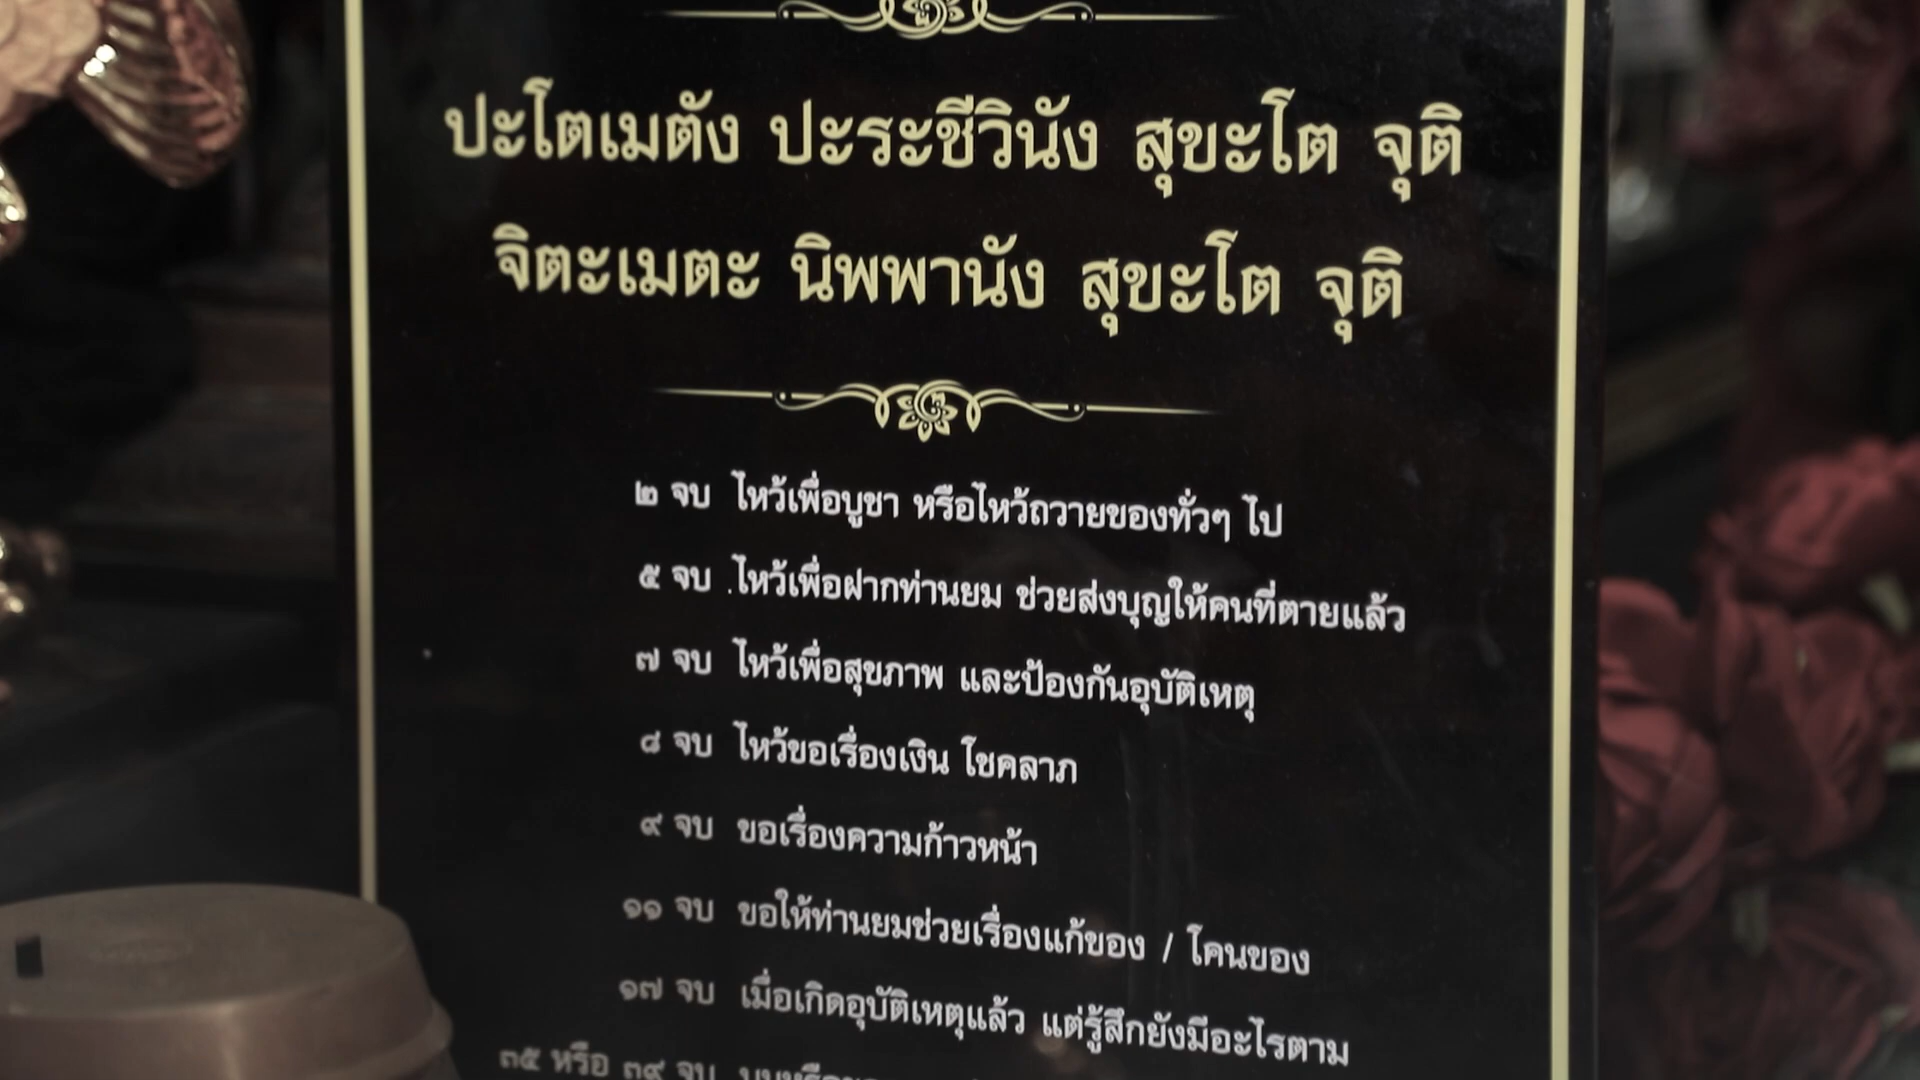 ปะโตเมตัง ปะระชีวินัง สุขะโต จุติ
จิตะเมตะ นิพพานัง สุขะโต จุติ
๒ จบ ไหว้เพื่อบูชา หรือไหว้ถวายของทั่วๆ ไป
๕ จบ ไหว้เพื่อฝากท่านยม ช่วยส่งบุญให้คนที่ตายแล้ว
๗ จบ ไหว้เพื่อสุขภาพ และป้องกันอุบัติเหตุ
๘ จบ ไหว้ขอเรื่องเงิน โชคลาภ
๙ จบ ขอเรื่องความก้าวหน้า
๑๑ จบ ขอให้ท่านยมช่วยเรื่องแก้ของ / โดนของ
๑๗ จบ เมื่อเกิดอุบัติเหตุแล้ว แต่รู้สึกยังมีอะไรตาม
๓๕ หรือ ๓๙ จบ